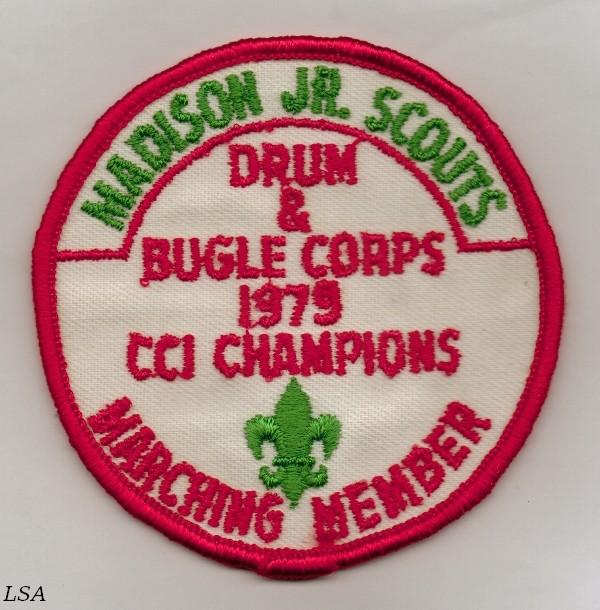 MADISON JR. SCOUTS
DRUM
&
BUGLE CORPS
1979
CCI CHAMPIONS
MARCHING MEMBER
LSA